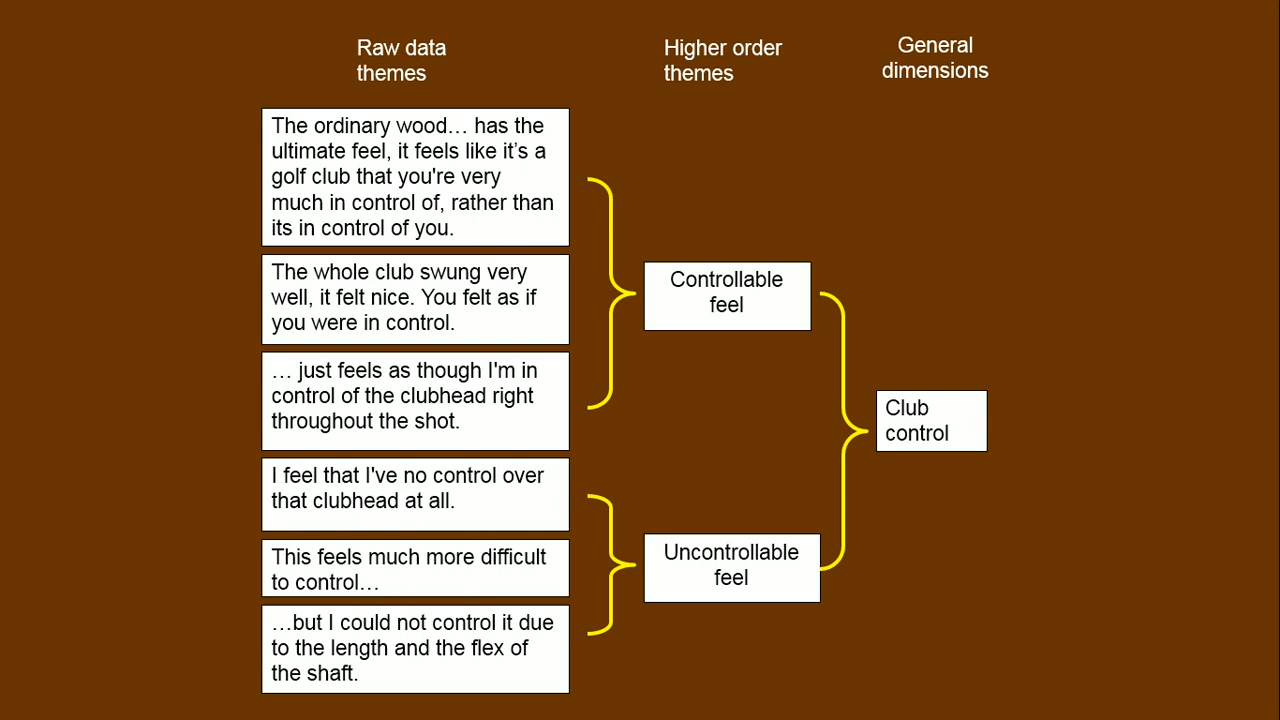 Raw data
themes
Higher order
themes
General
dimensions
The ordinary wood… has the
ultimate feel, it feels like it’s a
golf club that you're very
much in control of, rather than
its in control of you.
The whole club swung very
well, it felt nice. You felt as if
you were in control.
… just feels as though I'm in
control of the clubhead right
throughout the shot.
I feel that I've no control over
that clubhead at all.
This feels much more difficult
to control…
…but I could not control it due
to the length and the flex of
the shaft.
Controllable
feel
Uncontrollable
feel
Club
control